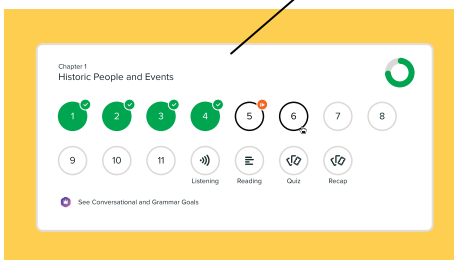 Chapter 1
Historic People and Events
1 2 3 4 5 6 7 8
9 10 11
Listening Reading Quiz Recap
See Conversational and Grammar Goals